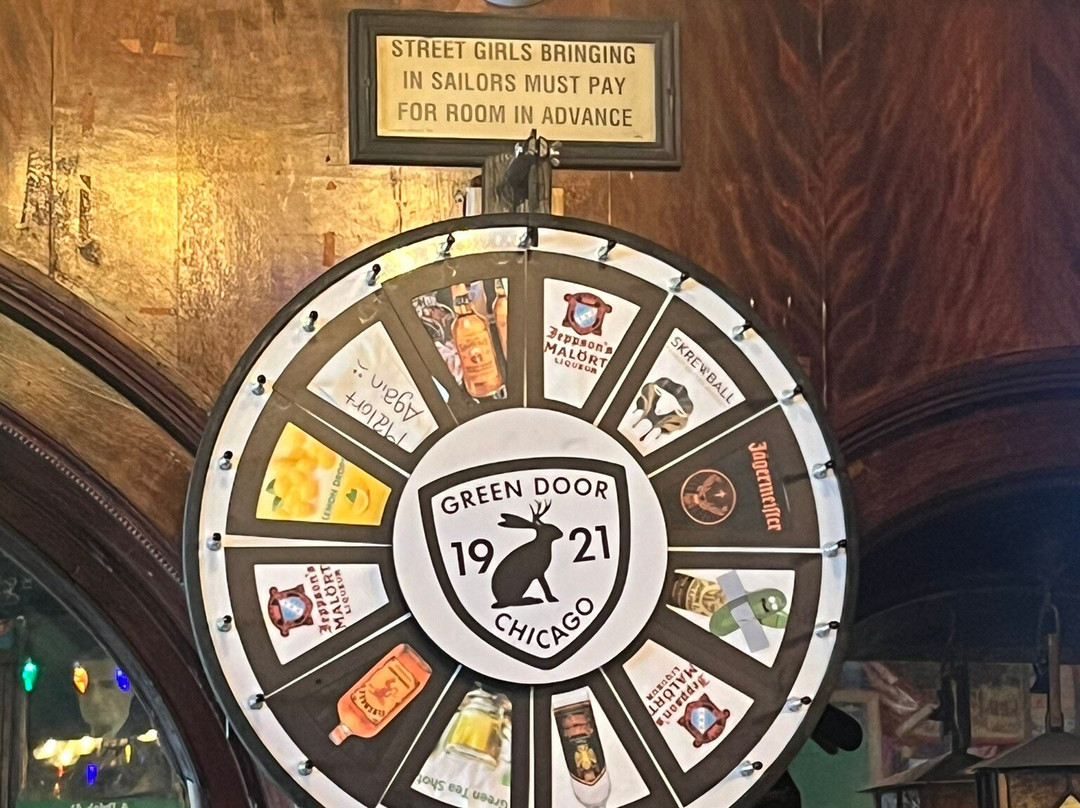 STREET GIRLS BRINGING
IN SAILORS MUST PAY
FOR ROOM IN ADVANCE
Jeppson's
MALÖRT
LIQUEUR
SKREWBALL
Jägermeister
Jeppson's
MALÖRT
LIQUEUR
Green Tea Shot
Jeppson's
MALÖRT
LIQUEUR
LEMON DROP
Malort
Again :)
GREEN DOOR
19 21
CHICAGO